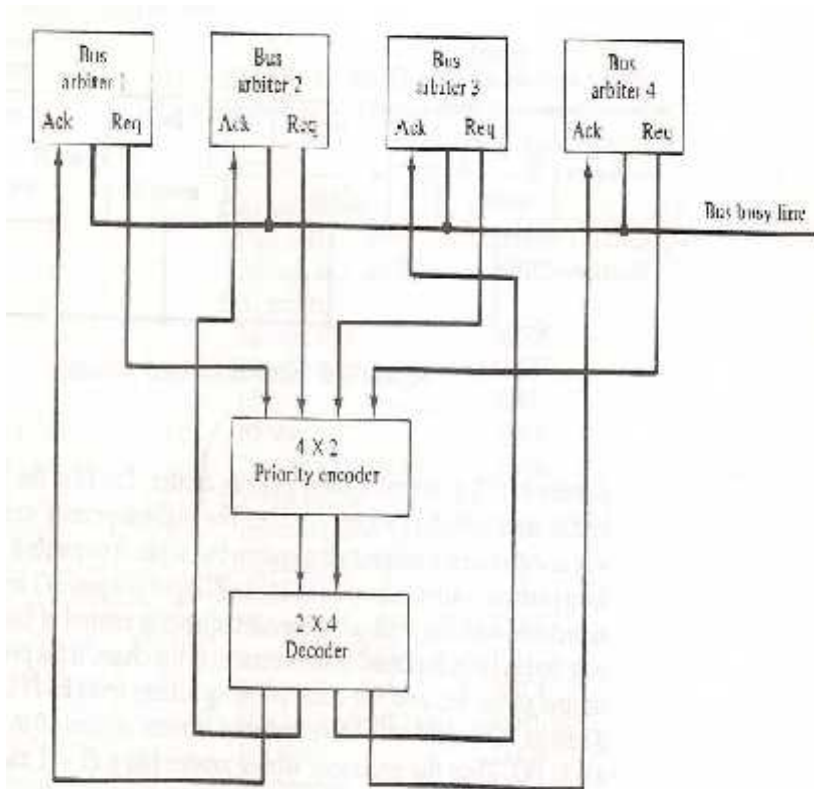 Bus
arbiter 1
Ack Req
Bus
arbiter 2
Ack Req
Bus
arbiter 3
Ack Req
Bus
arbiter 4
Ack Req
Bus busy line
4 X 2
Priority encoder
2 X 4
Decoder